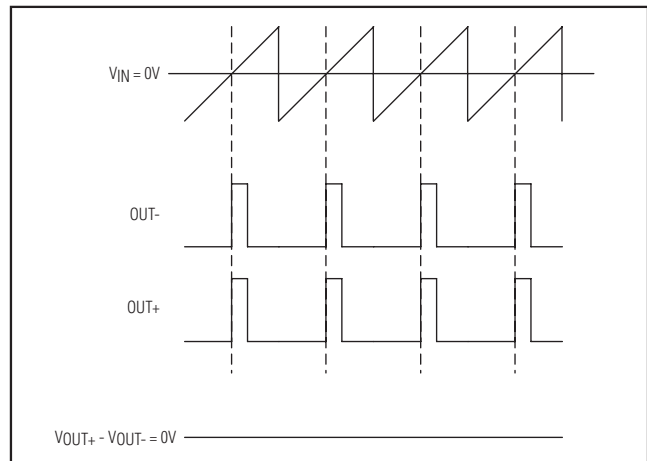 VIN = 0V
OUT-
OUT+
VOUT+ - VOUT- = 0V